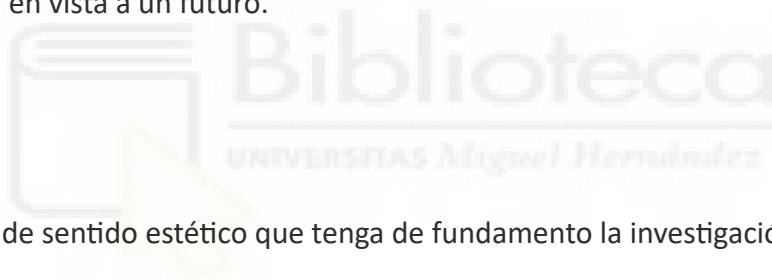 en vista a un futuro.
Biblioteca
UNIVERSITAS Miguel Hernández
de sentido estético que tenga de fundamento la investigació